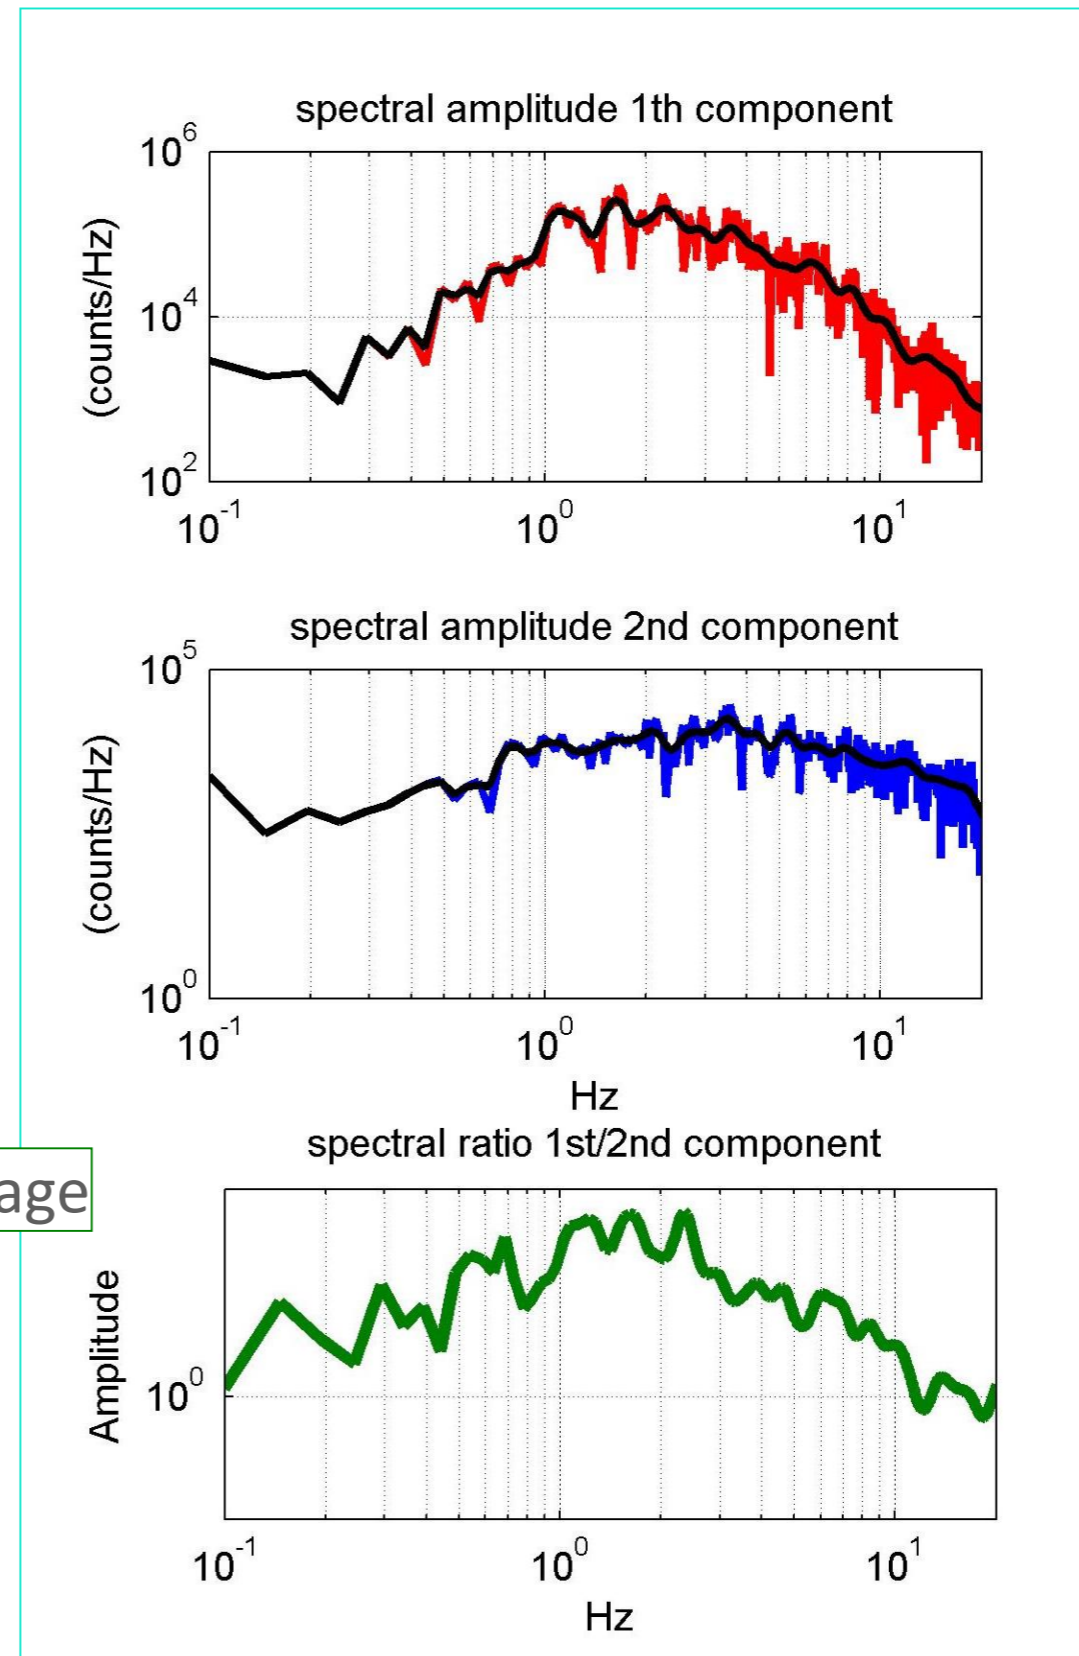 spectral amplitude 1th component
10^6
10^4
10^2
(counts/Hz)
10^-1 10^0 10^1
spectral amplitude 2nd component
10^5
10^0
(counts/Hz)
10^-1 10^0 10^1
Hz
spectral ratio 1st/2nd component
age
Amplitude
10^0
10^-1 10^0 10^1
Hz